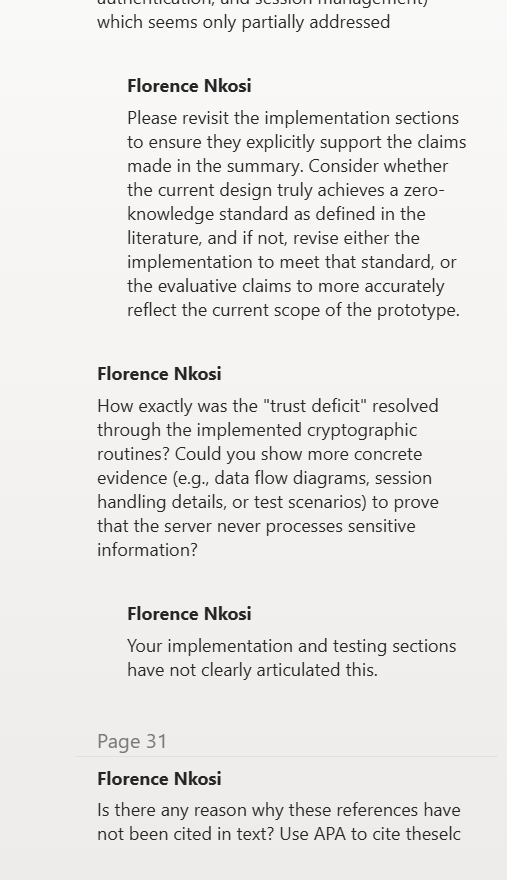 authentication, and session management)
which seems only partially addressed
Florence Nkosi
Please revisit the implementation sections
to ensure they explicitly support the claims
made in the summary. Consider whether
the current design truly achieves a zero-
knowledge standard as defined in the
literature, and if not, revise either the
implementation to meet that standard, or
the evaluative claims to more accurately
reflect the current scope of the prototype.
Florence Nkosi
How exactly was the "trust deficit" resolved
through the implemented cryptographic
routines? Could you show more concrete
evidence (e.g., data flow diagrams, session
handling details, or test scenarios) to prove
that the server never processes sensitive
information?
Florence Nkosi
Your implementation and testing sections
have not clearly articulated this.
Page 31
Florence Nkosi
Is there any reason why these references have
not been cited in text? Use APA to cite theselc